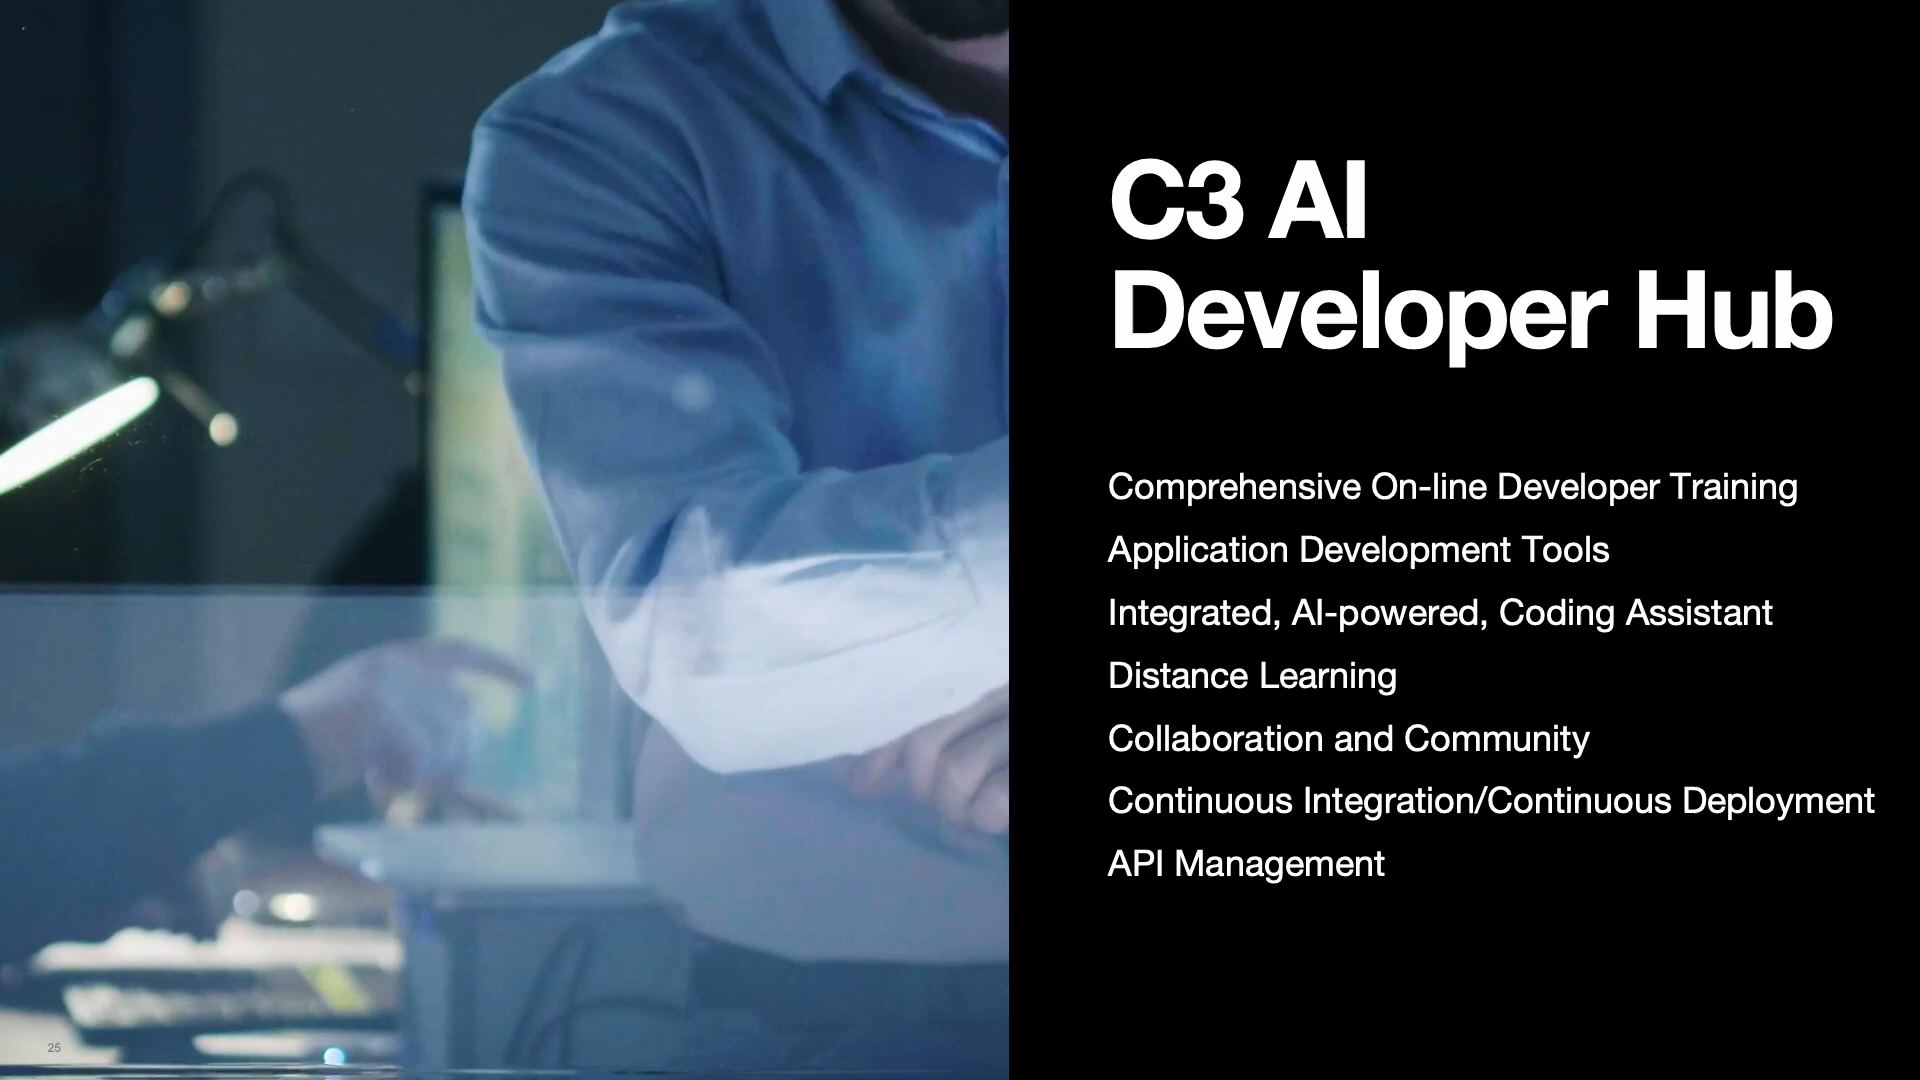 C3 AI
Developer Hub
Comprehensive On-line Developer Training
Application Development Tools
Integrated, AI-powered, Coding Assistant
Distance Learning
Collaboration and Community
Continuous Integration/Continuous Deployment
API Management
25